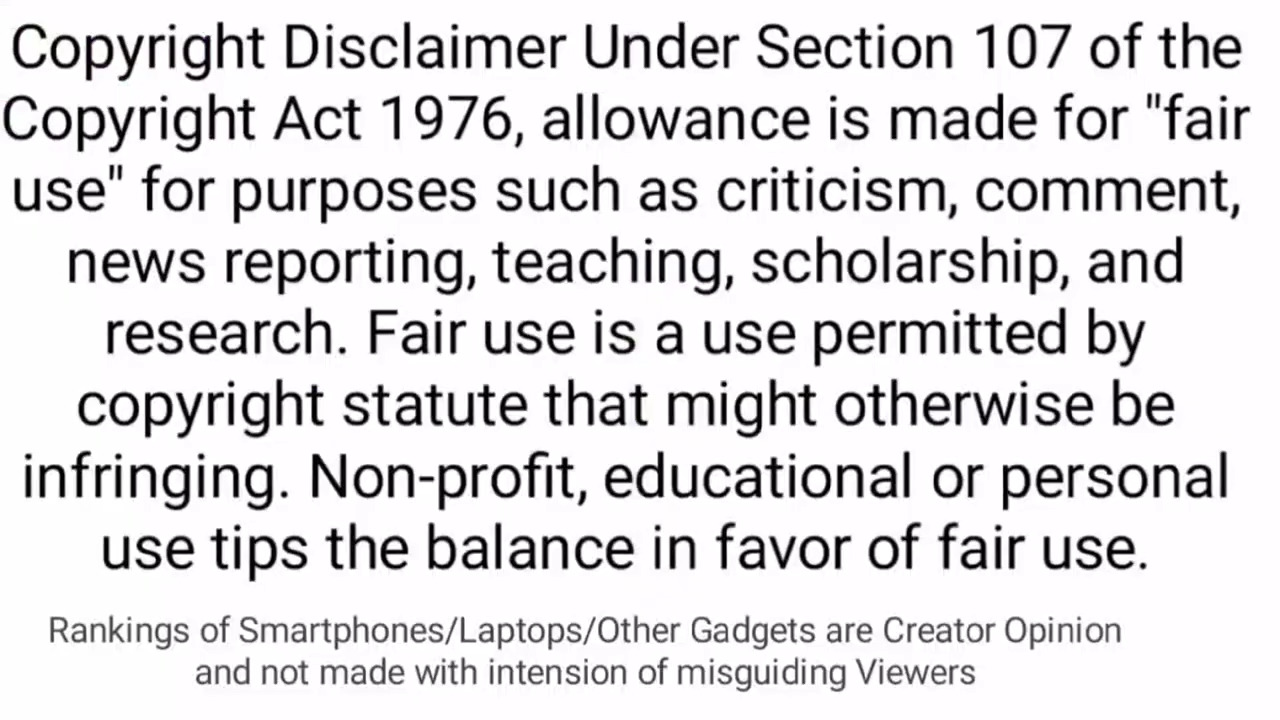 Copyright Disclaimer Under Section 107 of the
Copyright Act 1976, allowance is made for "fair
use" for purposes such as criticism, comment,
news reporting, teaching, scholarship, and
research. Fair use is a use permitted by
copyright statute that might otherwise be
infringing. Non-profit, educational or personal
use tips the balance in favor of fair use.
Rankings of Smartphones/Laptops/Other Gadgets are Creator Opinion
and not made with intension of misguiding Viewers